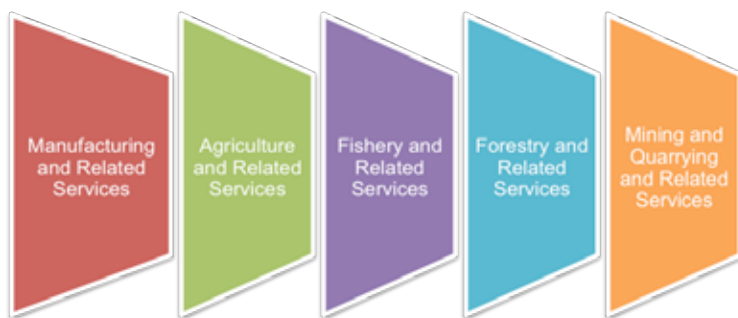 Manufacturing
and Related
Services
Agriculture
and Related
Services
Fishery and
Related
Services
Forestry and
Related
Services
Mining and
Quarrying
and Related
Services